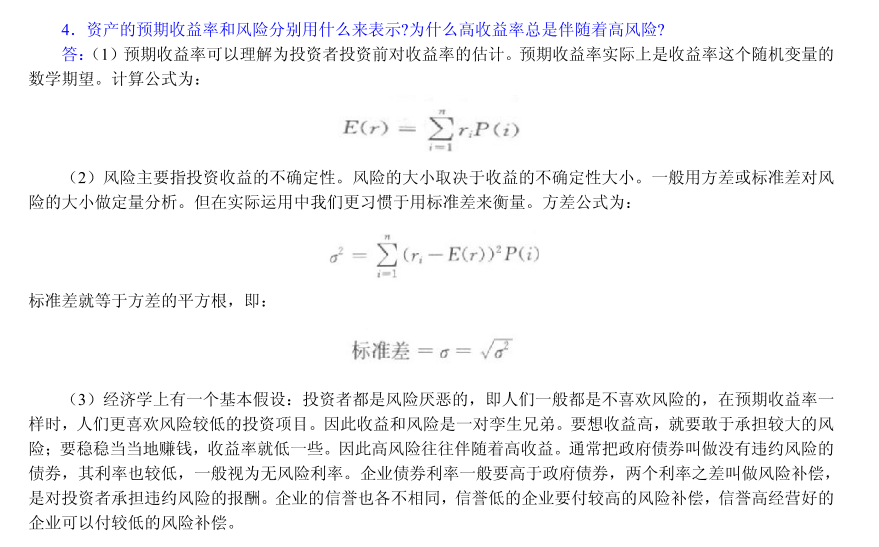 4．资产的预期收益率和风险分别用什么来表示?为什么高收益率总是伴随着高风险?
答：（1）预期收益率可以理解为投资者投资前对收益率的估计。预期收益率实际上是收益率这个随机变量的
数学期望。计算公式为：
E(r) = ∑_{i=1}^{n} r_i P(i)
（2）风险主要指投资收益的不确定性。风险的大小取决于收益的不确定性大小。一般用方差或标准差对风
险的大小做定量分析。但在实际运用中我们更习惯于用标准差来衡量。方差公式为：
σ² = ∑_{i=1}^{n} (r_i − E(r))² P(i)
标准差就等于方差的平方根，即：
标准差 = σ = √σ²
（3）经济学上有一个基本假设：投资者都是风险厌恶的，即人们一般都是不喜欢风险的，在预期收益率一
样时，人们更喜欢风险较低的投资项目。因此收益和风险是一对孪生兄弟。要想收益高，就要敢于承担较大的风
险；要稳稳当当地赚钱，收益率就低一些。因此高风险往往伴随着高收益。通常把政府债券叫做没有违约风险的
债券，其利率也较低，一般视为无风险利率。企业债券利率一般要高于政府债券，两个利率之差叫做风险补偿，
是对投资者承担违约风险的报酬。企业的信誉也各不相同，信誉低的企业要付较高的风险补偿，信誉高经营好的
企业可以付较低的风险补偿。